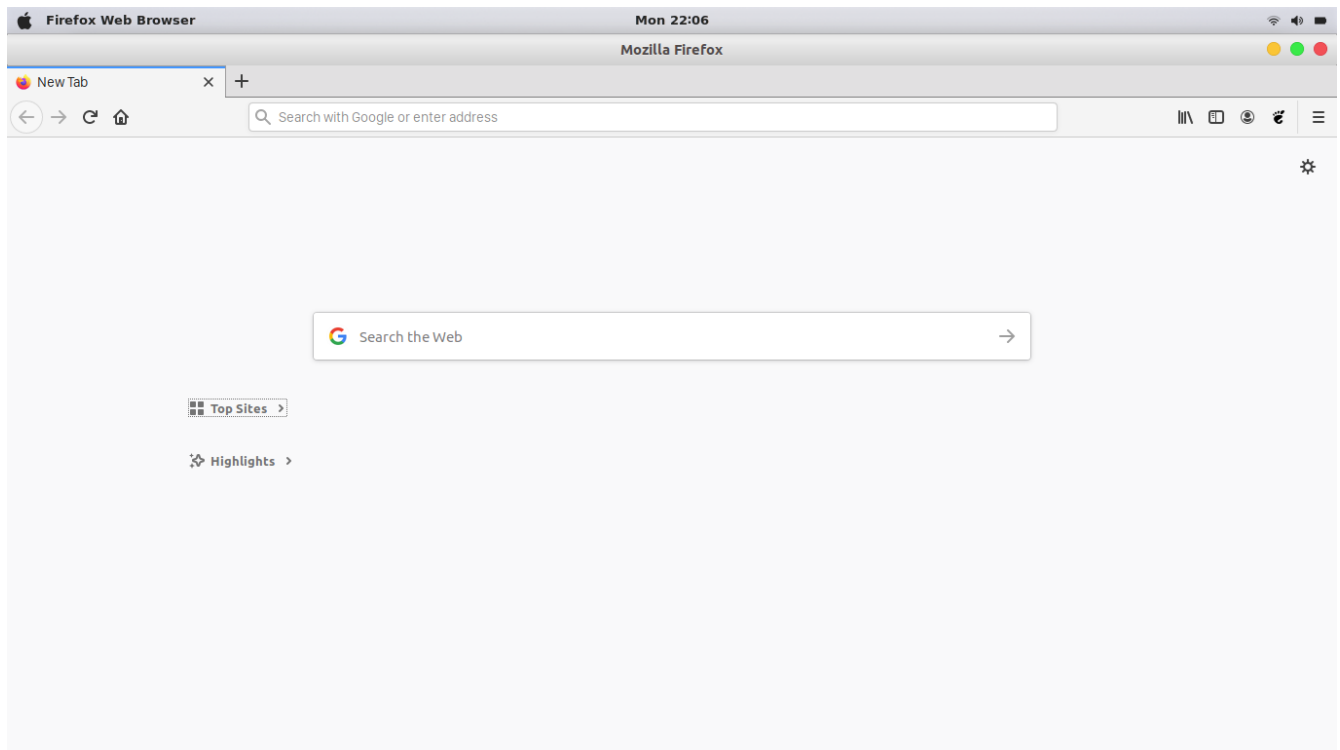 Firefox Web Browser Mon 22:06
Mozilla Firefox
New Tab
Search with Google or enter address
Search the Web
Top Sites
Highlights